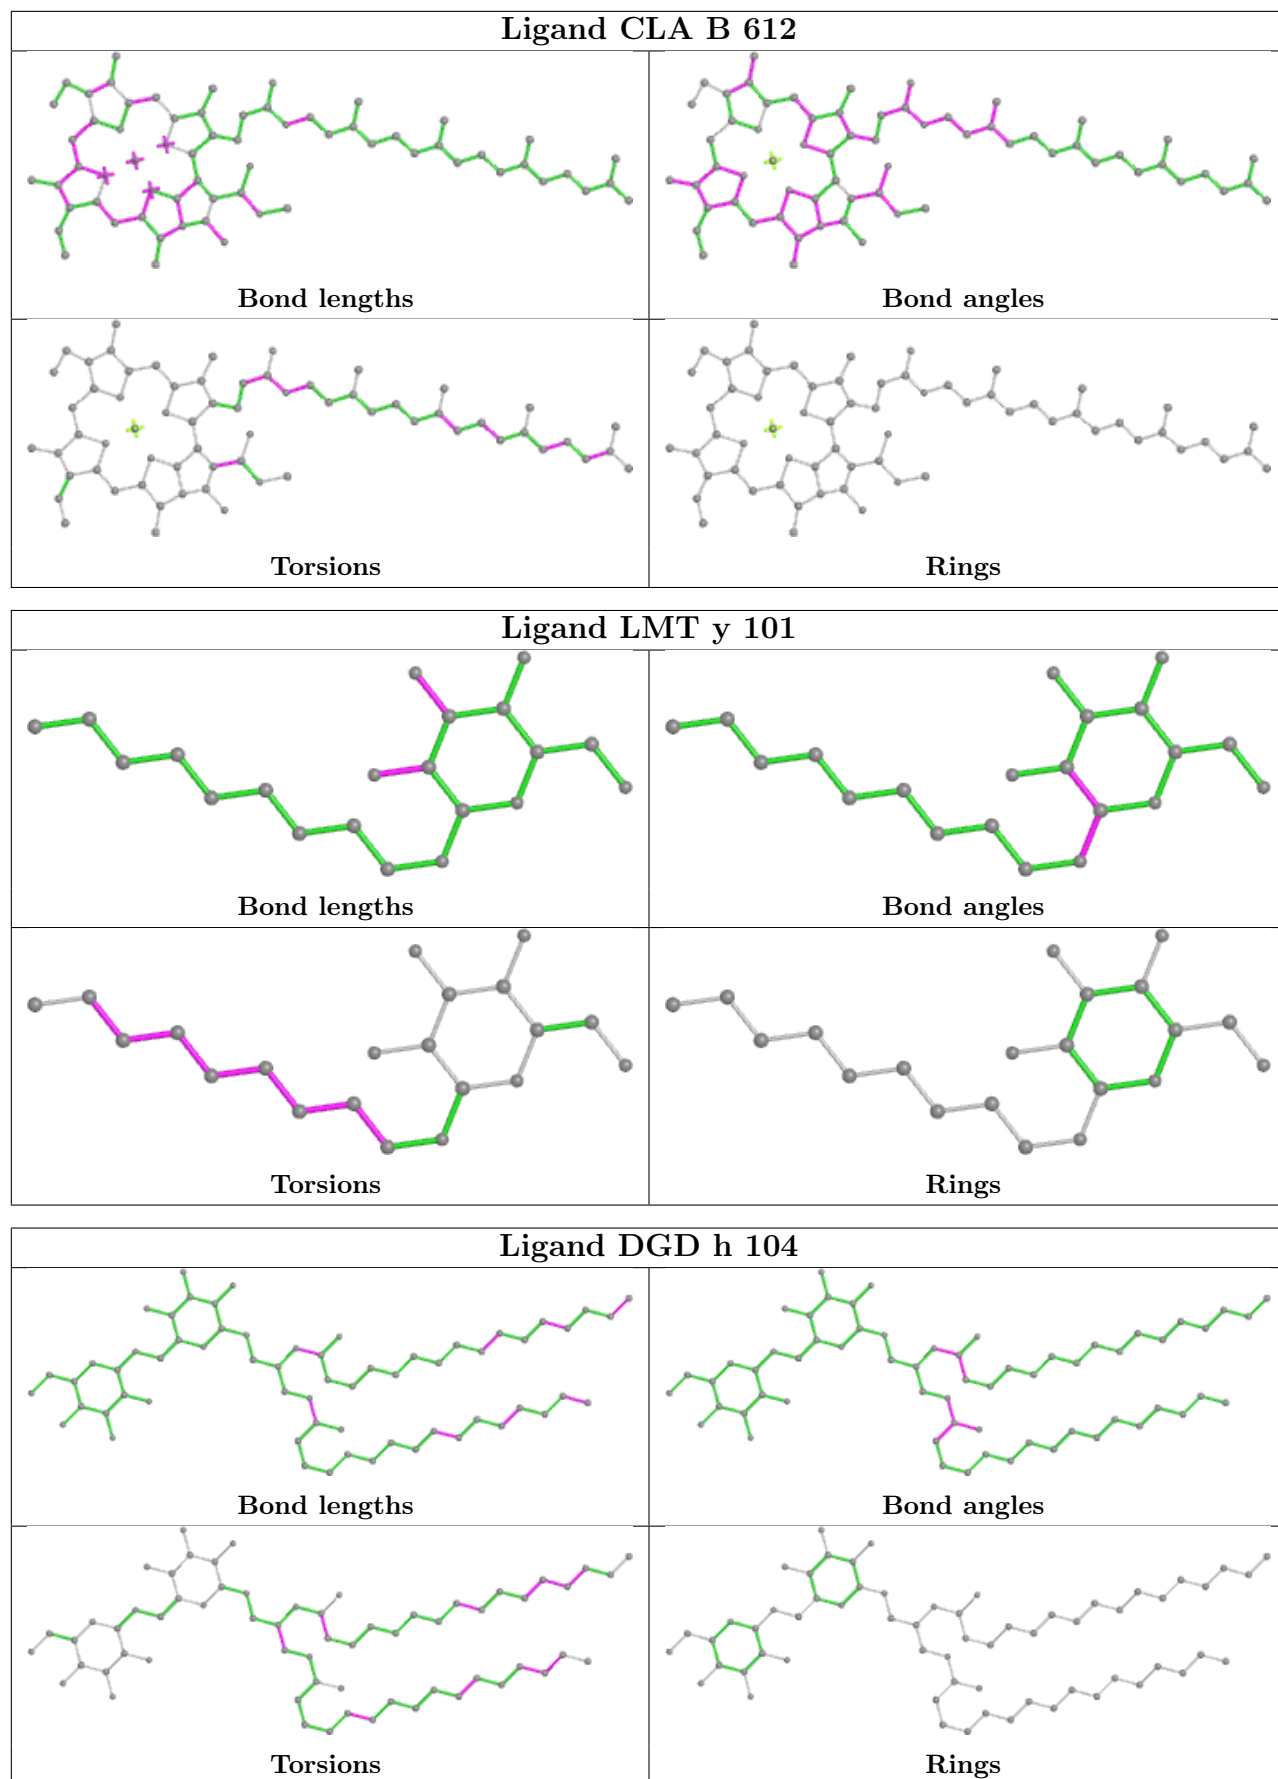 Ligand CLA B 612
Bond lengths
Bond angles
Torsions
Rings
Ligand LMT y 101
Bond lengths
Bond angles
Torsions
Rings
Ligand DGD h 104
Bond lengths
Bond angles
Torsions
Rings